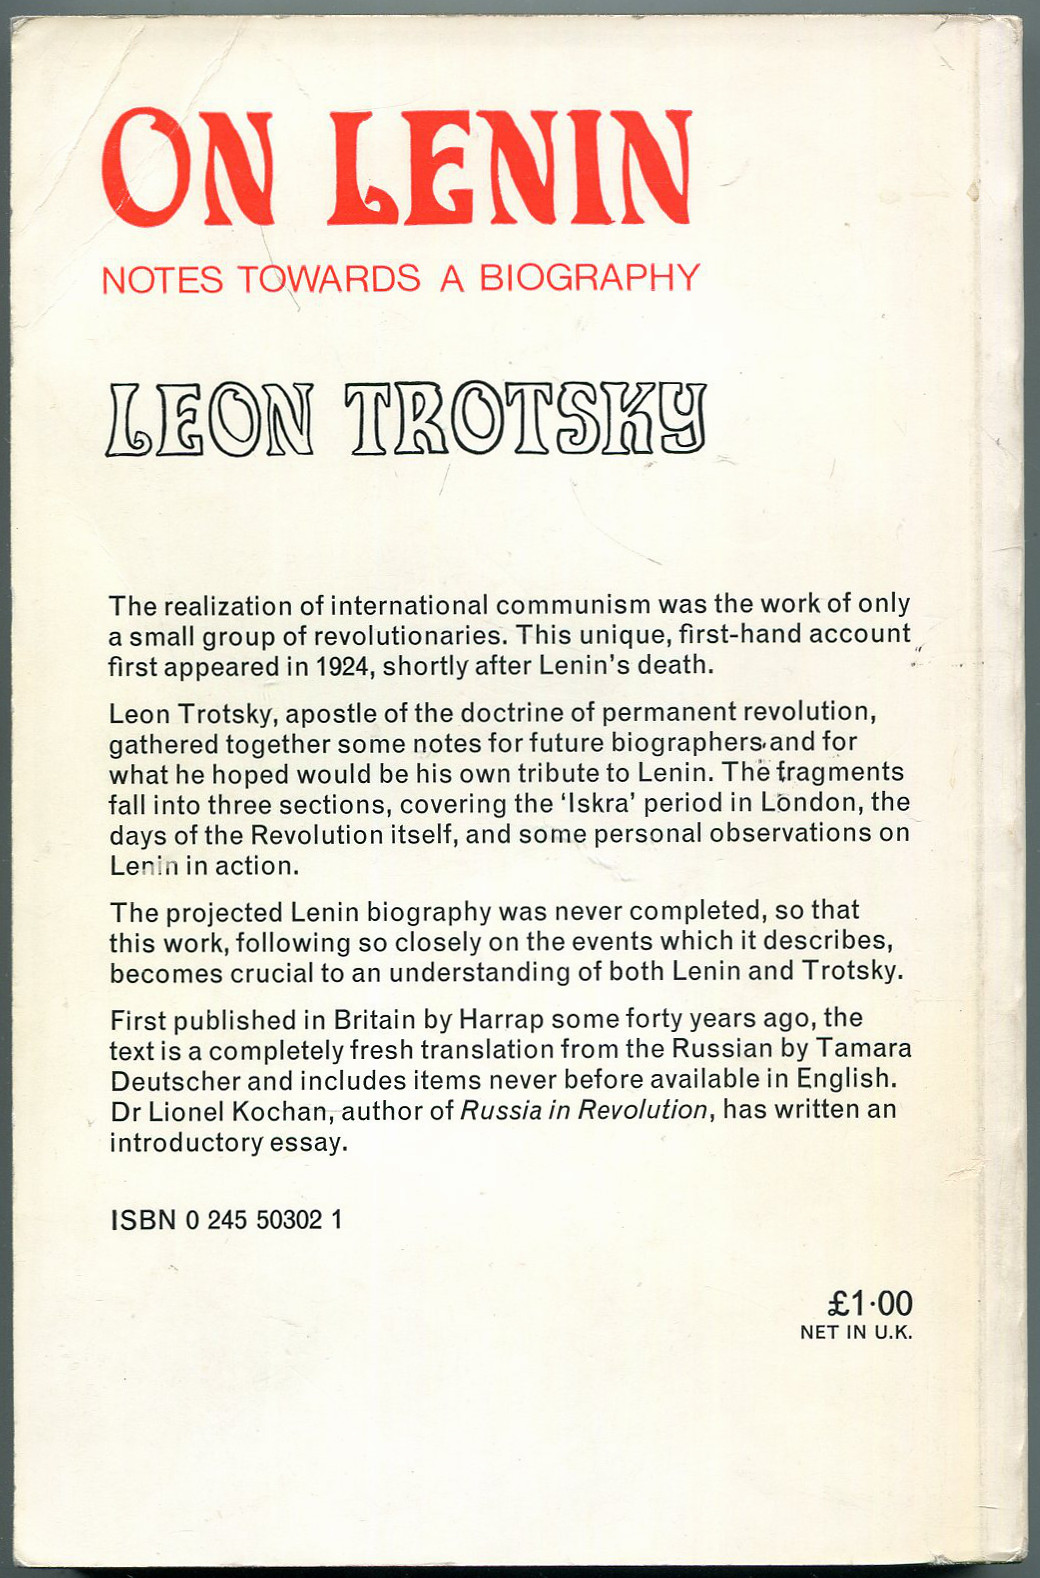 ON LENIN
NOTES TOWARDS A BIOGRAPHY
LEON TROTSKY
The realization of international communism was the work of only
a small group of revolutionaries. This unique, first-hand account
first appeared in 1924, shortly after Lenin's death.
Leon Trotsky, apostle of the doctrine of permanent revolution,
gathered together some notes for future biographers and for
what he hoped would be his own tribute to Lenin. The fragments
fall into three sections, covering the ‘Iskra’ period in London, the
days of the Revolution itself, and some personal observations on
Lenin in action.
The projected Lenin biography was never completed, so that
this work, following so closely on the events which it describes,
becomes crucial to an understanding of both Lenin and Trotsky.
First published in Britain by Harrap some forty years ago, the
text is a completely fresh translation from the Russian by Tamara
Deutscher and includes items never before available in English.
Dr Lionel Kochan, author of Russia in Revolution, has written an
introductory essay.
ISBN 0 245 50302 1
£1·00
NET IN U.K.